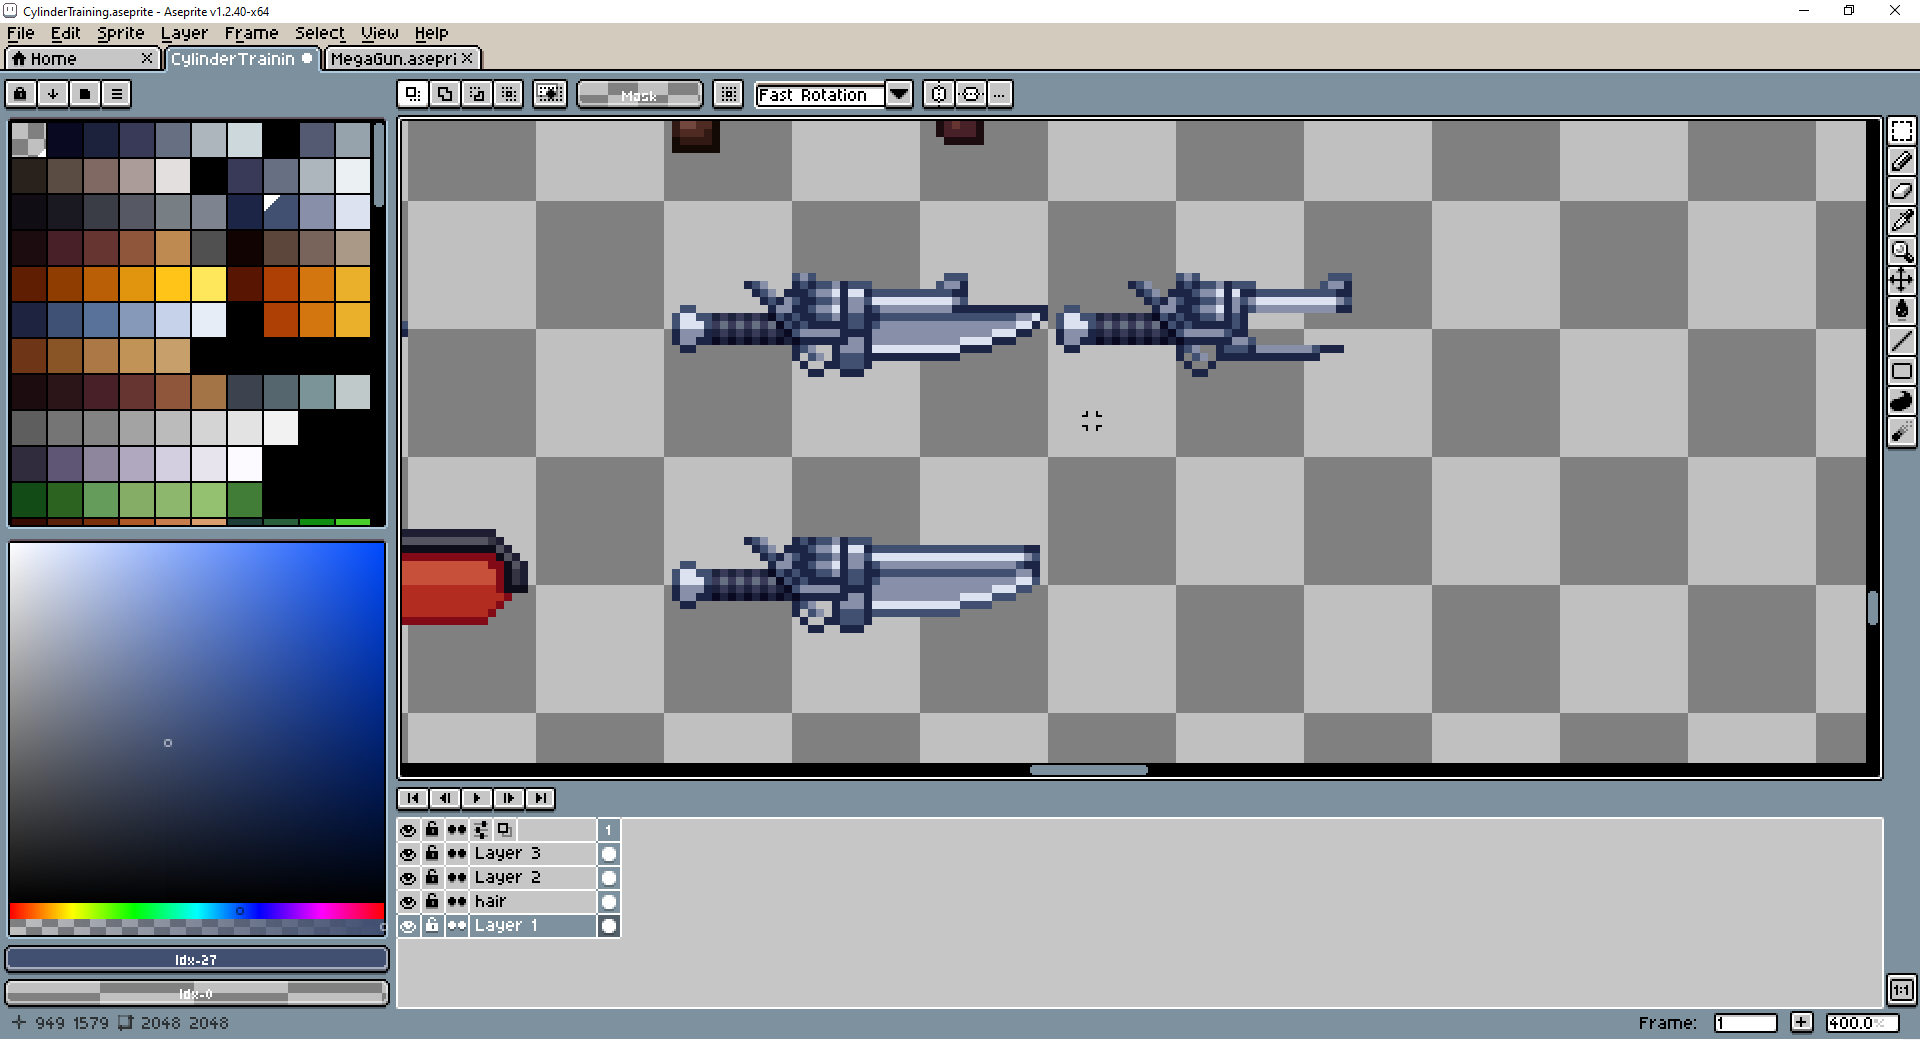 CylinderTraining.aseprite - Aseprite v1.2.40-x64
File Edit Sprite Layer Frame Select View Help
Home CylinderTrainin MegaGun.asepri
Mask Fast Rotation ...
1
Layer 3
Layer 2
hair
Layer 1
Idx-27
Idx-0
1:1
949 1579 2048 2048 Frame: 1 + 400.0%